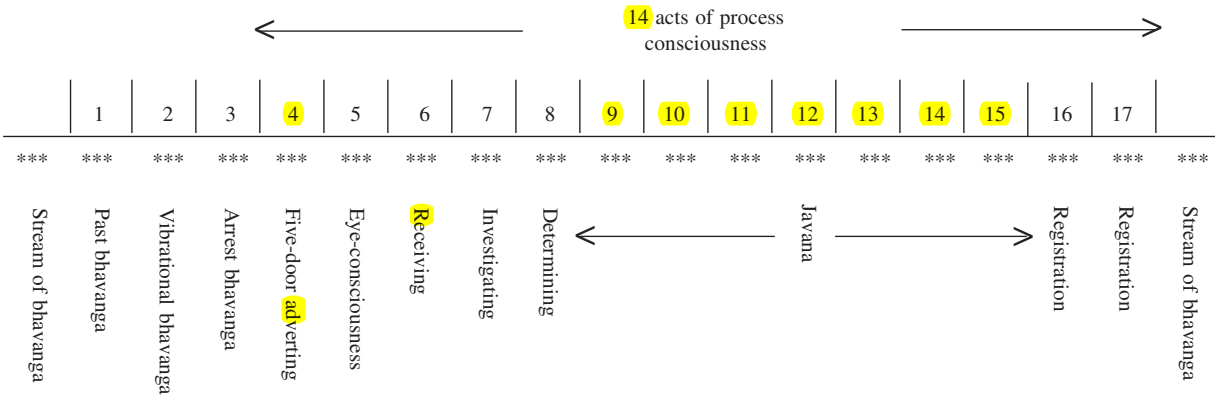 14 acts of process
consciousness
1 2 3 4 5 6 7 8 9 10 11 12 13 14 15 16 17
*** *** *** *** *** *** *** *** *** *** *** *** *** *** *** *** *** *** ***
Stream of bhavanga
Past bhavanga
Vibrational bhavanga
Arrest bhavanga
Five-door adverting
Eye-consciousness
Receiving
Investigating
Determining
Javana
Registration
Registration
Stream of bhavanga